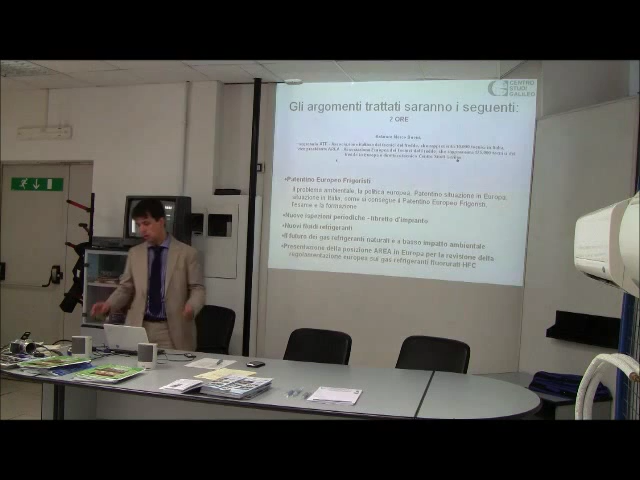 CENTRO
STUDI
GALILEO
Gli argomenti trattati saranno i seguenti:
7 ORE
•Patentino Europeo Frigoristi
Il problema ambientale, la politica europea, Patentino situazione in Europa,
situazione in Italia, come si consegue il Patentino Europeo Frigoristi,
l'esame e la formazione
•Nuove ispezioni periodiche - libretto d'impianto
•Nuovi fluidi refrigeranti
•Il futuro dei gas refrigeranti naturali e a basso impatto ambientale
•Presentazione della posizione AREA in Europa per la revisione della
regolamentazione europea sui gas refrigeranti fluorurati HFC